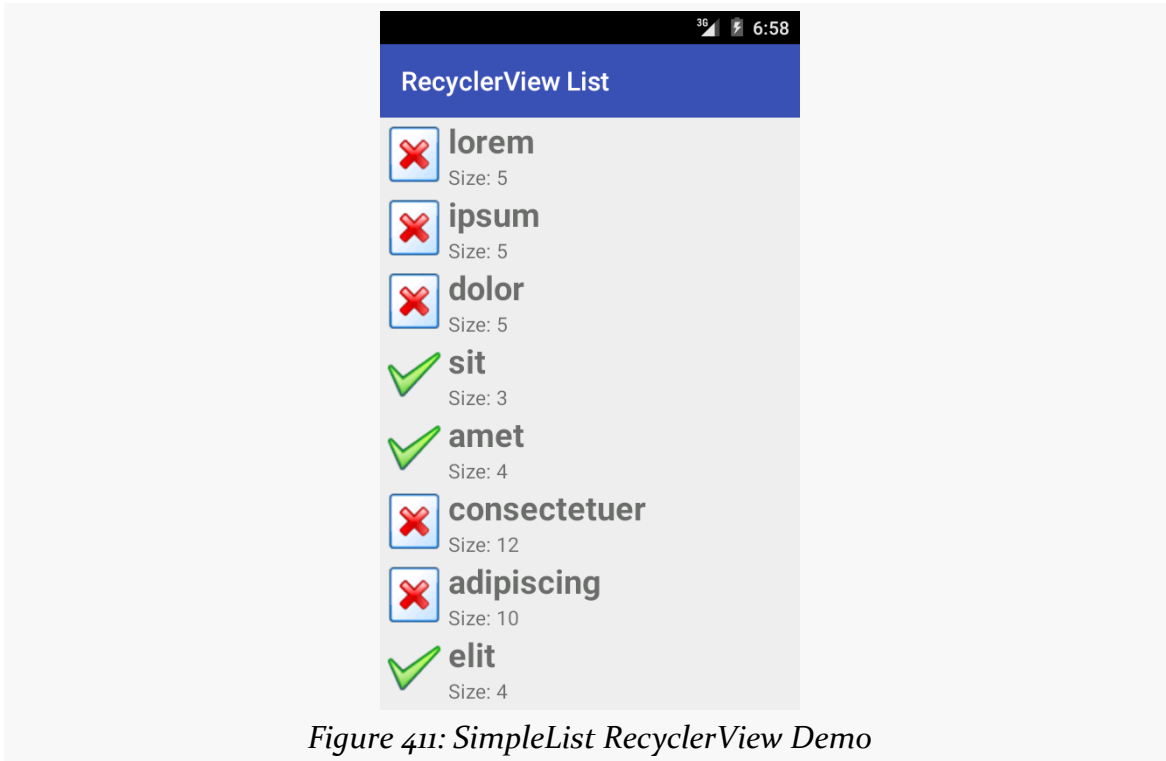 3G 6:58
RecyclerView List
lorem
Size: 5
ipsum
Size: 5
dolor
Size: 5
sit
Size: 3
amet
Size: 4
consectetuer
Size: 12
adipiscing
Size: 10
elit
Size: 4
Figure 411: SimpleList RecyclerView Demo